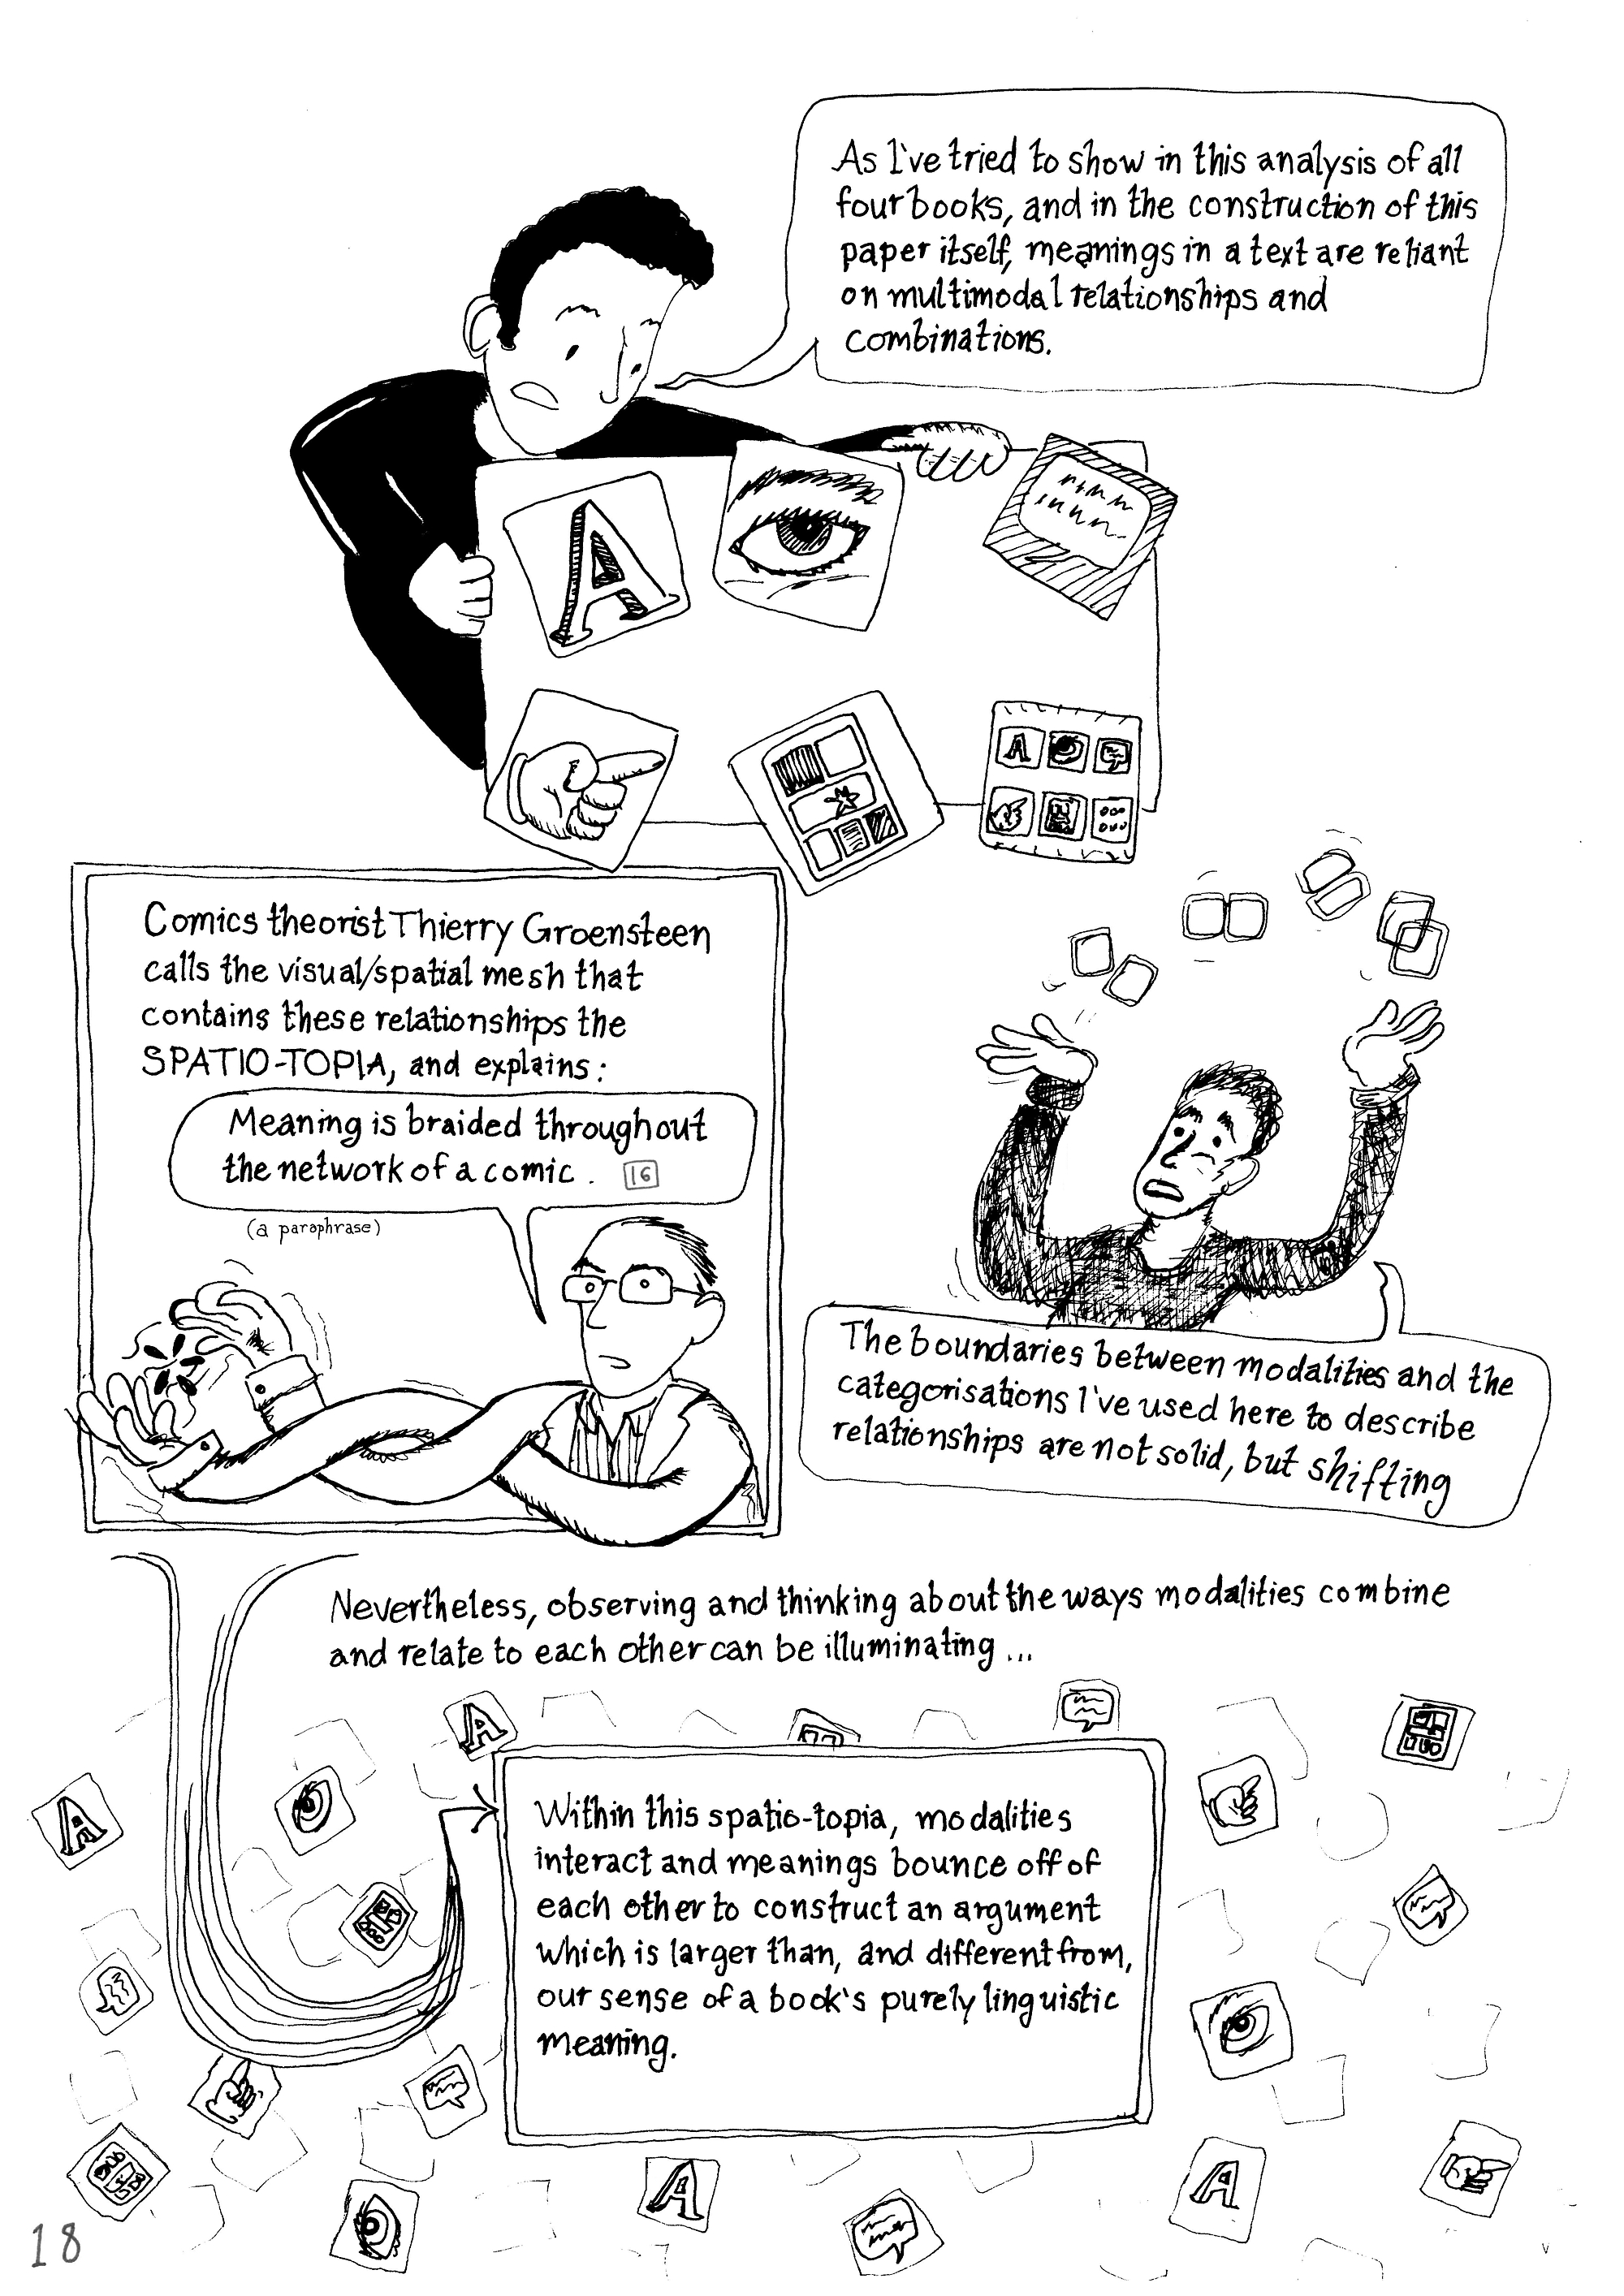 As I've tried to show in this analysis of all
four books, and in the construction of this
paper itself, meanings in a text are reliant
on multimodal relationships and
combinations.
A
A
Comics theorist Thierry Groensteen
calls the visual/spatial mesh that
contains these relationships the
SPATIO-TOPIA, and explains:
Meaning is braided throughout
the network of a comic. 16
(a paraphrase)
The boundaries between modalities and the
categorisations I've used here to describe
relationships are not solid, but shifting
Nevertheless, observing and thinking about the ways modalities combine
and relate to each other can be illuminating...
A
A
Within this spatio-topia, modalities
interact and meanings bounce off of
each other to construct an argument
which is larger than, and different from,
our sense of a book's purely linguistic
meaning.
A
A
18